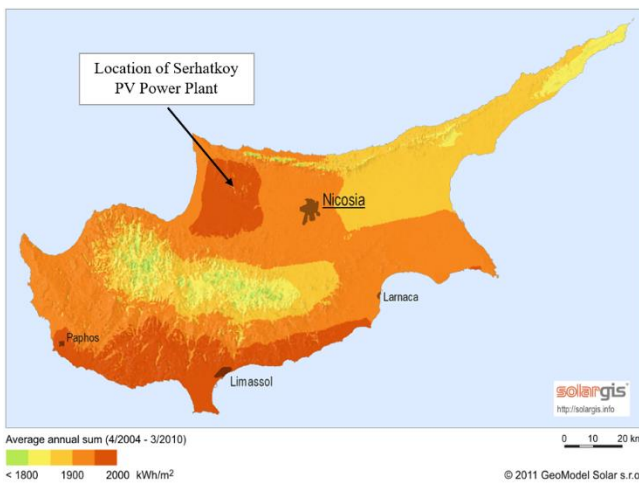 Location of Serhatkoy
PV Power Plant
Nicosia
Larnaca
Paphos
Limassol
solargis
http://solargis.info
Average annual sum (4/2004 - 3/2010)
0 10 20 km
< 1800 1900 2000 kWh/m²
© 2011 GeoModel Solar s.r.o.